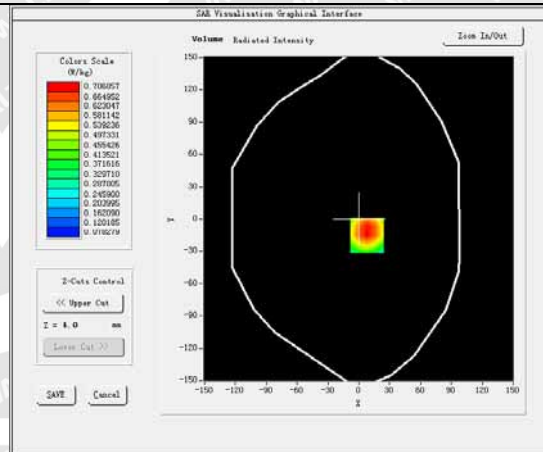 SAR Visualisation Graphical Interface
Volume Radiated Intensity
Zoom In/Out
Colors Scale
(W/kg)
0.706857
0.664952
0.623047
0.581142
0.539236
0.497331
0.455426
0.413521
0.371616
0.329710
0.287805
0.245900
0.203995
0.162090
0.120185
0.078279
150
120
90
60
30
0
-30
-60
-90
-120
-150
Y
-150 -120 -90 -60 -30 0 30 60 90 120 150
X
Z-Cuts Control
<< Upper Cut
Z = 4.0 mm
Lower Cut >>
SAVE Cancel